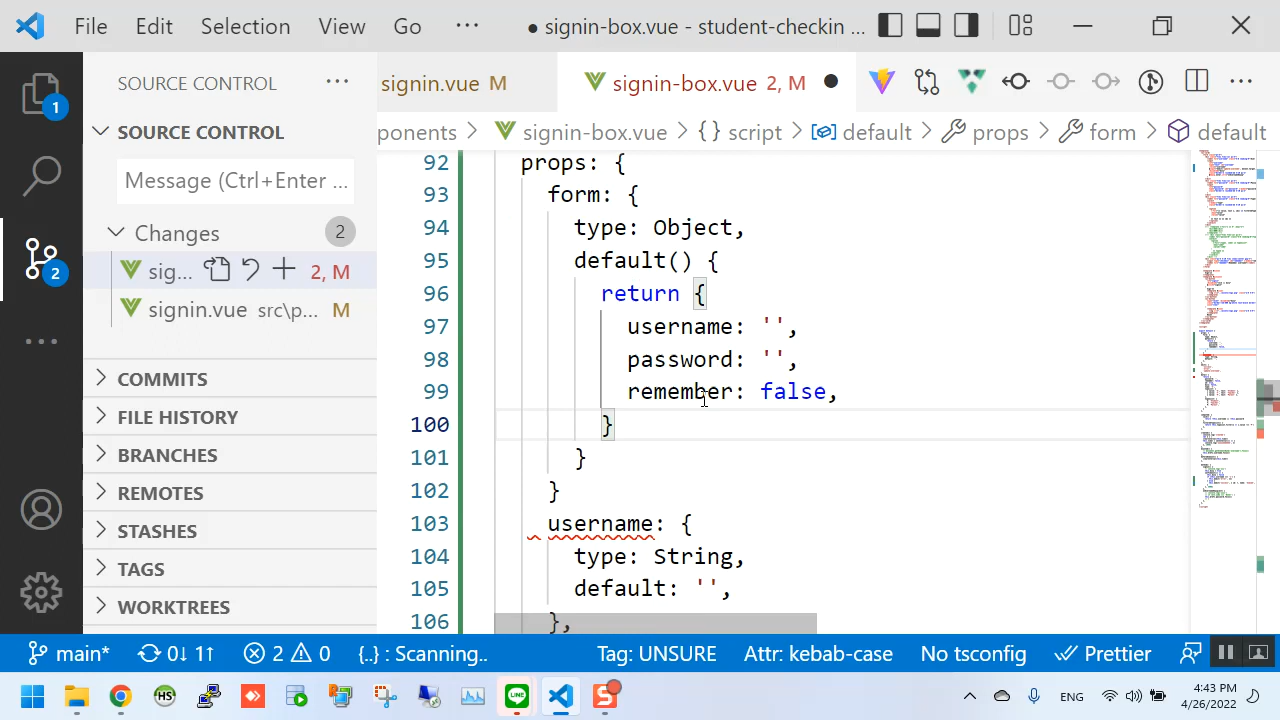 File Edit Selection View Go ··· ● signin-box.vue - student-checkin ...
SOURCE CONTROL ···
signin.vue M
signin-box.vue 2, M
ponents > signin-box.vue > { } script > default > props > form > default
SOURCE CONTROL
Message (Ctrl+Enter ...
Changes 2
sig... 2, M
signin.vue src\p... M
COMMITS
FILE HISTORY
BRANCHES
REMOTES
STASHES
TAGS
WORKTREES
1
2
92 props: {
93 form: {
94 type: Object,
95 default() {
96 return {
97 username: '',
98 password: '',
99 remember: false,
100 }
101 }
102 }
103 username: {
104 type: String,
105 default: '',
106 },
main* 0↓ 1↑ 2 0 {..} : Scanning.. Tag: UNSURE Attr: kebab-case No tsconfig Prettier
HS LINE S ENG 4:43 PM
4/26/2022